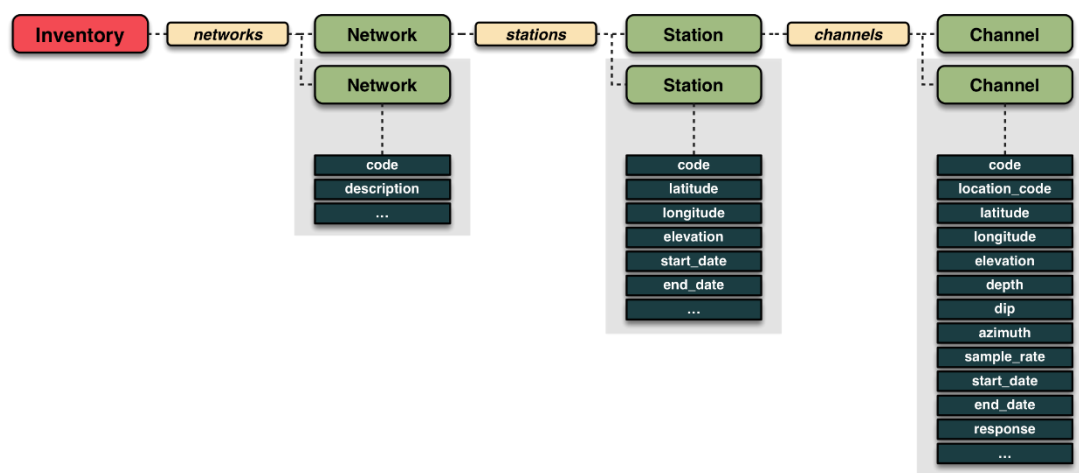 Inventory networks Network stations Station channels Channel
Network Station Channel
code code code
description latitude location_code
... longitude latitude
elevation longitude
start_date elevation
end_date depth
... dip
azimuth
sample_rate
start_date
end_date
response
...